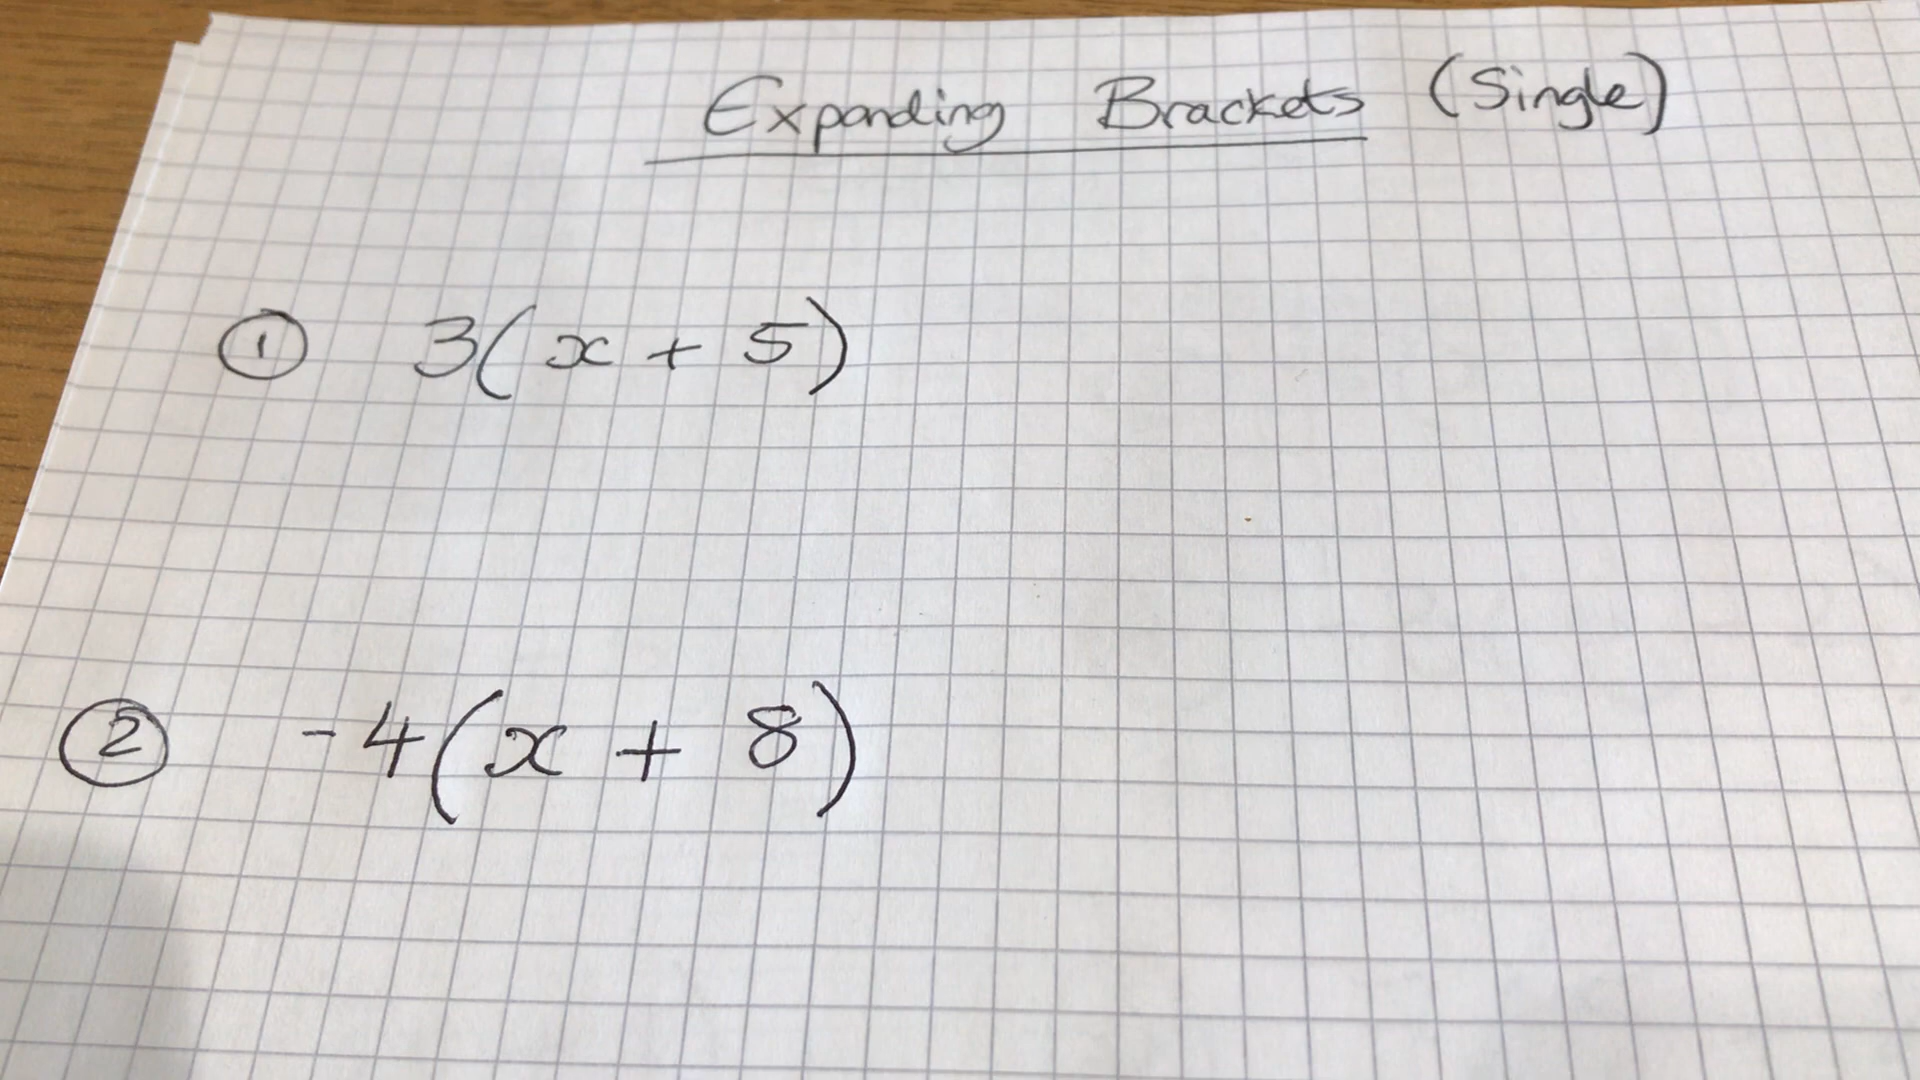 Expanding Brackets (Single)
① 3(x + 5)
② -4(x + 8)